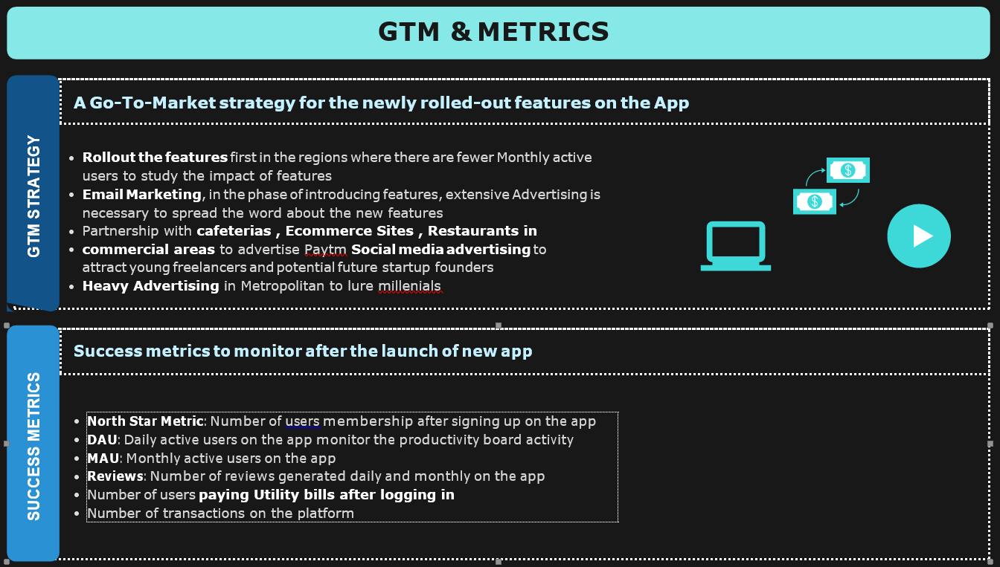 GTM & METRICS
GTM STRATEGY
A Go-To-Market strategy for the newly rolled-out features on the App
• Rollout the features first in the regions where there are fewer Monthly active
users to study the impact of features
• Email Marketing, in the phase of introducing features, extensive Advertising is
necessary to spread the word about the new features
• Partnership with cafeterias , Ecommerce Sites , Restaurants in
• commercial areas to advertise Paytm Social media advertising to
attract young freelancers and potential future startup founders
• Heavy Advertising in Metropolitan to lure millenials
$
$
SUCCESS METRICS
Success metrics to monitor after the launch of new app
• North Star Metric: Number of users membership after signing up on the app
• DAU: Daily active users on the app monitor the productivity board activity
• MAU: Monthly active users on the app
• Reviews: Number of reviews generated daily and monthly on the app
• Number of users paying Utility bills after logging in
• Number of transactions on the platform